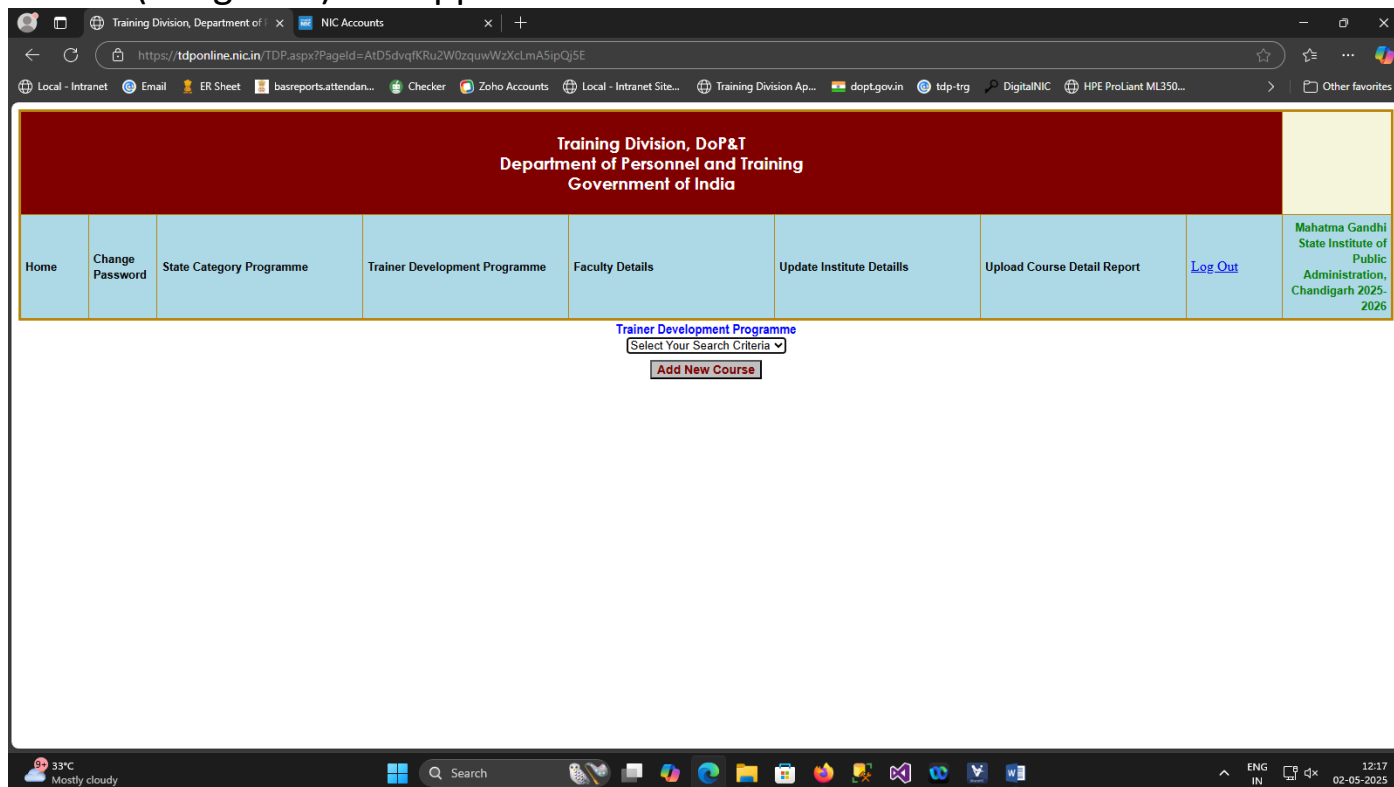 Training Division, Department of F
NIC Accounts
https://tdponline.nic.in/TDP.aspx?PageId=AtD5dvqfKRu2W0zquwWzXcLmA5ipQj5E
Local - Intranet Email ER Sheet basreports.attendan... Checker Zoho Accounts Local - Intranet Site... Training Division Ap... dopt.gov.in tdp-trg DigitalNIC HPE ProLiant ML350... Other favorites
Training Division, DoP&T
Department of Personnel and Training
Government of India
Home
Change
Password
State Category Programme
Trainer Development Programme
Faculty Details
Update Institute Detaills
Upload Course Detail Report
Log Out
Mahatma Gandhi
State Institute of
Public
Administration,
Chandigarh 2025-
2026
Trainer Development Programme
Select Your Search Criteria
Add New Course
9+
33°C
Mostly cloudy
Search
ENG
IN
12:17
02-05-2025